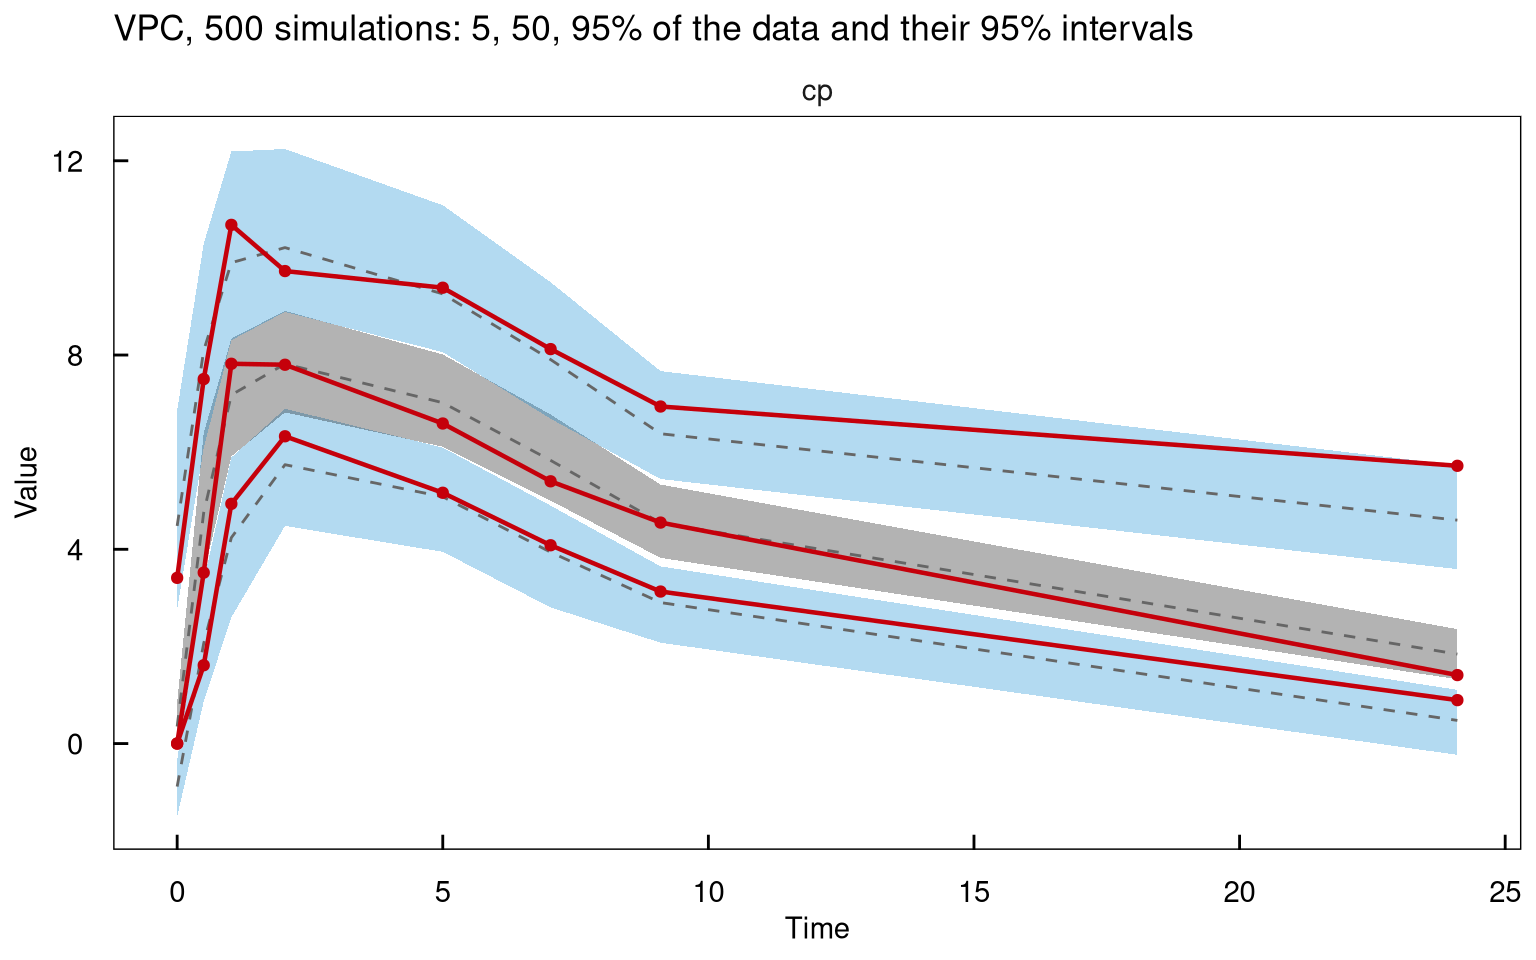 VPC, 500 simulations: 5, 50, 95% of the data and their 95% intervals
cp
12
8
4
0
Value
0 5 10 15 20 25
Time